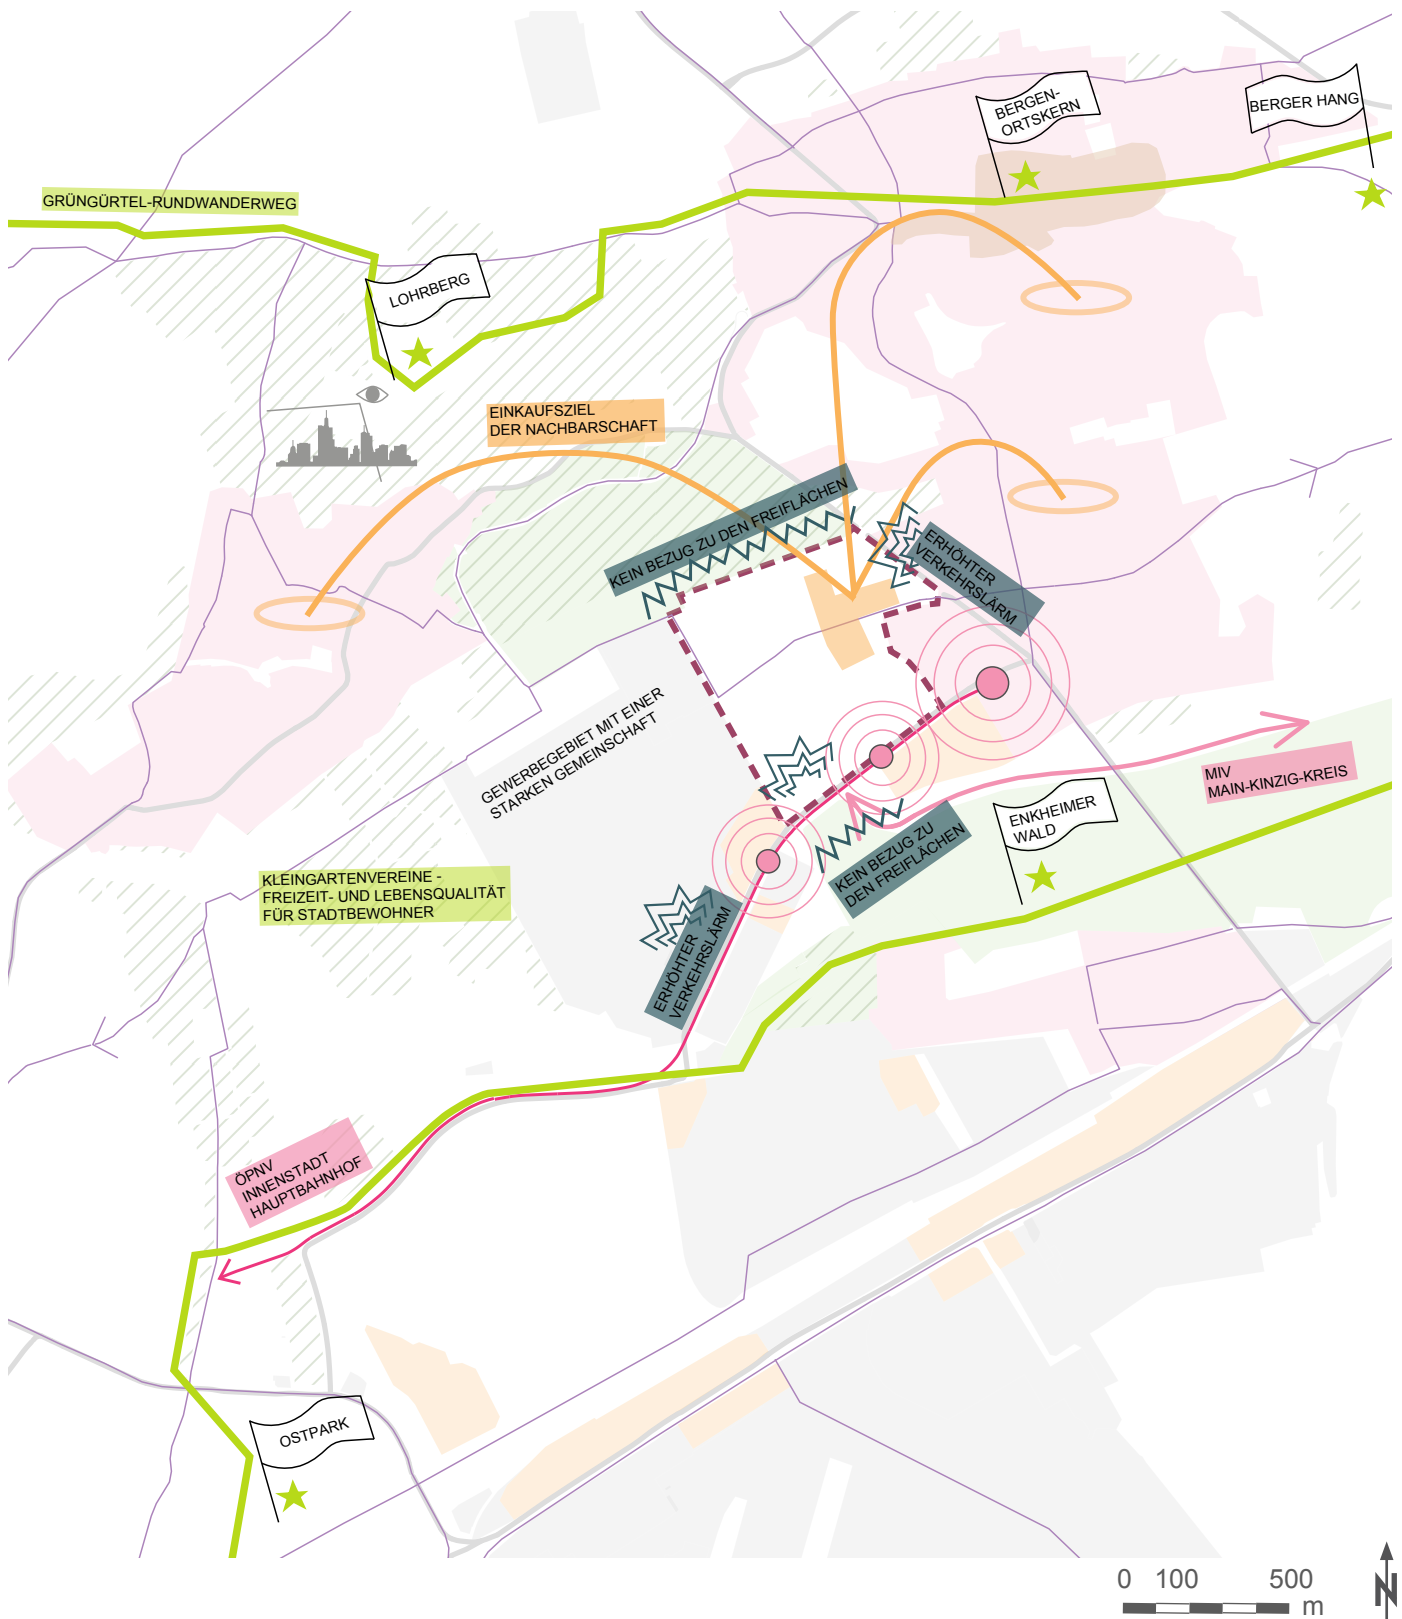 BERGEN-
ORTSKERN
BERGER HANG
GRÜNGÜRTEL-RUNDWANDERWEG
LOHRBERG
EINKAUFSZIEL
DER NACHBARSCHAFT
KEIN BEZUG ZU DEN FREIFLÄCHEN
ERHÖHTER
VERKEHRSLÄRM
GEWERBEGEBIET MIT EINER
STARKEN GEMEINSCHAFT
MIV
MAIN-KINZIG-KREIS
ENKHEIMER
WALD
KEIN BEZUG ZU
DEN FREIFLÄCHEN
KLEINGARTENVEREINE -
FREIZEIT- UND LEBENSQUALITÄT
FÜR STADTBEWOHNER
ERHÖHTER
VERKEHRSLÄRM
ÖPNV
INNENSTADT
HAUPTBAHNHOF
OSTPARK
0 100 500
m
N